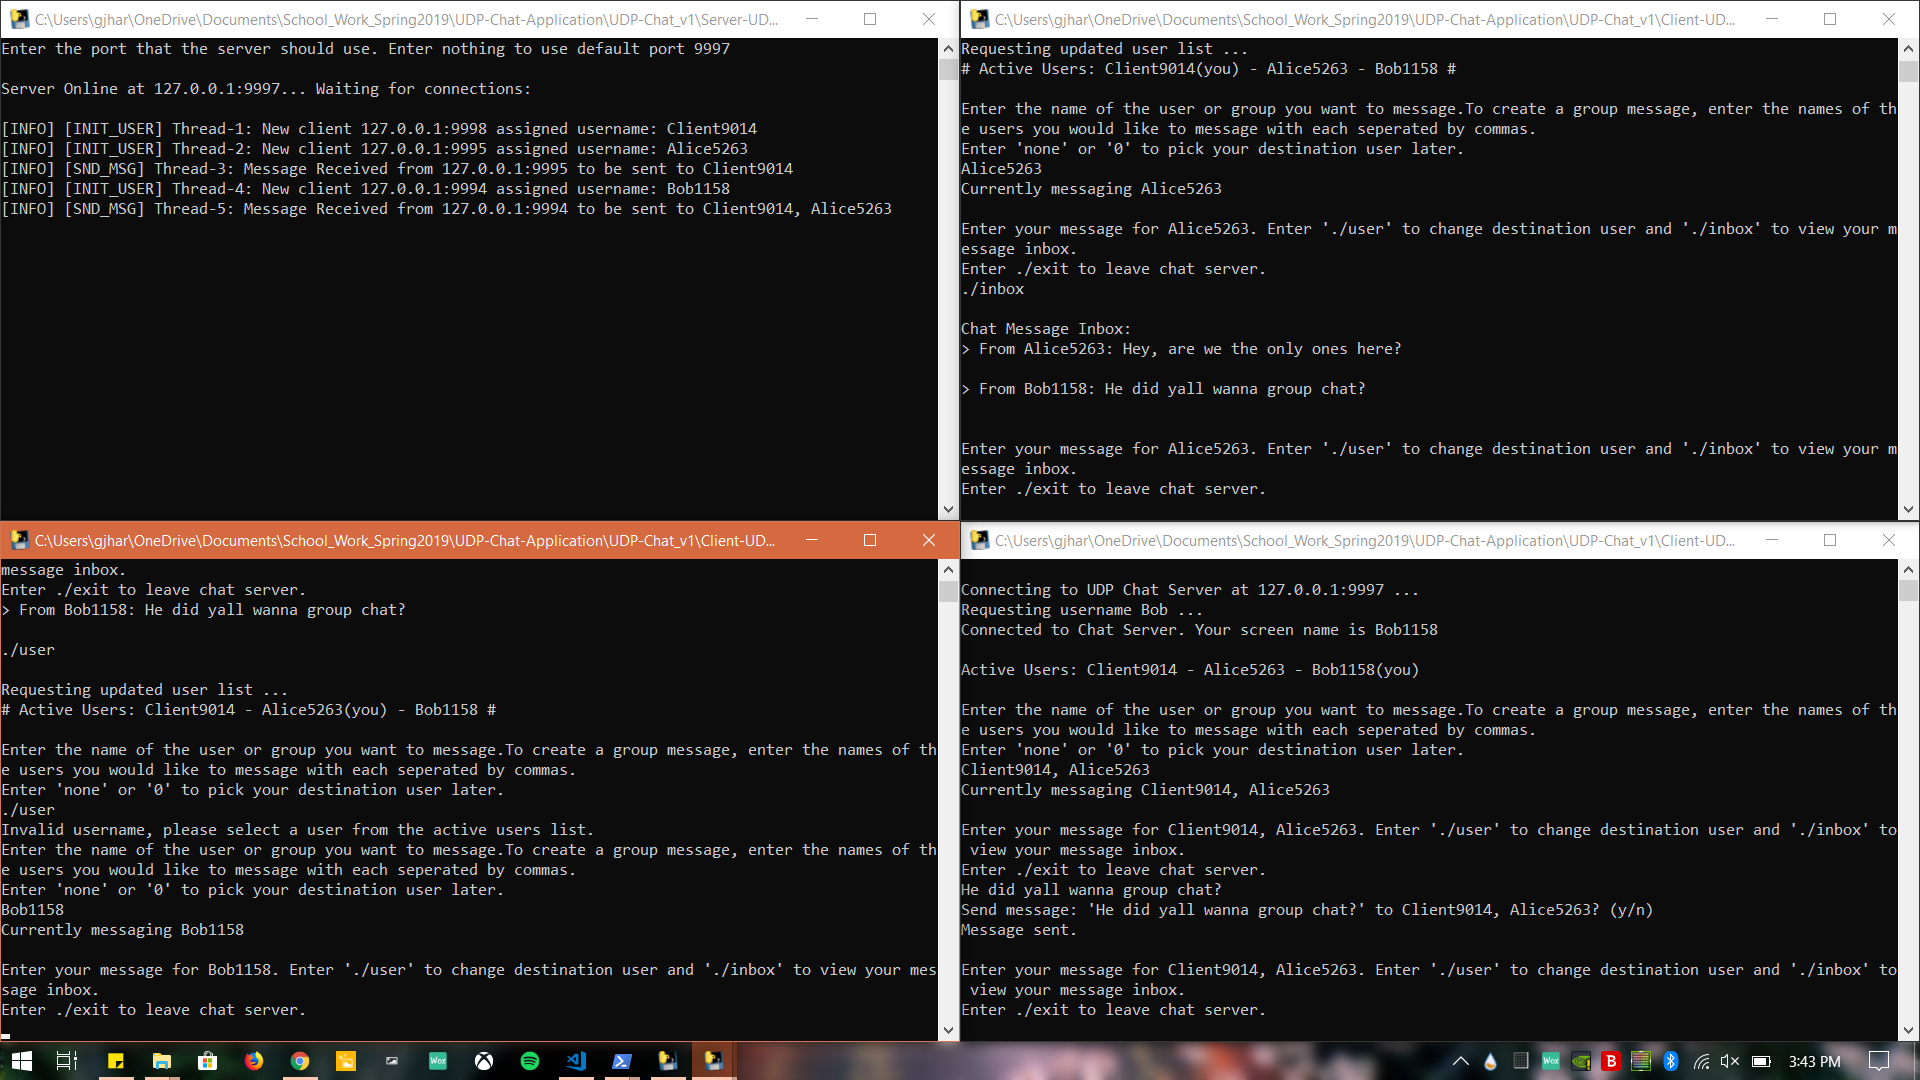 C:\Users\gjhar\OneDrive\Documents\School_Work_Spring2019\UDP-Chat-Application\UDP-Chat_v1\Server-UD...
Enter the port that the server should use. Enter nothing to use default port 9997
Server Online at 127.0.0.1:9997... Waiting for connections:
[INFO] [INIT_USER] Thread-1: New client 127.0.0.1:9998 assigned username: Client9014
[INFO] [INIT_USER] Thread-2: New client 127.0.0.1:9995 assigned username: Alice5263
[INFO] [SND_MSG] Thread-3: Message Received from 127.0.0.1:9995 to be sent to Client9014
[INFO] [INIT_USER] Thread-4: New client 127.0.0.1:9994 assigned username: Bob1158
[INFO] [SND_MSG] Thread-5: Message Received from 127.0.0.1:9994 to be sent to Client9014, Alice5263
C:\Users\gjhar\OneDrive\Documents\School_Work_Spring2019\UDP-Chat-Application\UDP-Chat_v1\Client-UD...
Requesting updated user list ...
# Active Users: Client9014(you) - Alice5263 - Bob1158 #
Enter the name of the user or group you want to message.To create a group message, enter the names of th
e users you would like to message with each seperated by commas.
Enter 'none' or '0' to pick your destination user later.
Alice5263
Currently messaging Alice5263
Enter your message for Alice5263. Enter './user' to change destination user and './inbox' to view your m
essage inbox.
Enter ./exit to leave chat server.
./inbox
Chat Message Inbox:
> From Alice5263: Hey, are we the only ones here?
> From Bob1158: He did yall wanna group chat?
Enter your message for Alice5263. Enter './user' to change destination user and './inbox' to view your m
essage inbox.
Enter ./exit to leave chat server.
C:\Users\gjhar\OneDrive\Documents\School_Work_Spring2019\UDP-Chat-Application\UDP-Chat_v1\Client-UD...
message inbox.
Enter ./exit to leave chat server.
> From Bob1158: He did yall wanna group chat?
./user
Requesting updated user list ...
# Active Users: Client9014 - Alice5263(you) - Bob1158 #
Enter the name of the user or group you want to message.To create a group message, enter the names of th
e users you would like to message with each seperated by commas.
Enter 'none' or '0' to pick your destination user later.
./user
Invalid username, please select a user from the active users list.
Enter the name of the user or group you want to message.To create a group message, enter the names of th
e users you would like to message with each seperated by commas.
Enter 'none' or '0' to pick your destination user later.
Bob1158
Currently messaging Bob1158
Enter your message for Bob1158. Enter './user' to change destination user and './inbox' to view your mes
sage inbox.
Enter ./exit to leave chat server.
C:\Users\gjhar\OneDrive\Documents\School_Work_Spring2019\UDP-Chat-Application\UDP-Chat_v1\Client-UD...
Connecting to UDP Chat Server at 127.0.0.1:9997 ...
Requesting username Bob ...
Connected to Chat Server. Your screen name is Bob1158
Active Users: Client9014 - Alice5263 - Bob1158(you)
Enter the name of the user or group you want to message.To create a group message, enter the names of th
e users you would like to message with each seperated by commas.
Enter 'none' or '0' to pick your destination user later.
Client9014, Alice5263
Currently messaging Client9014, Alice5263
Enter your message for Client9014, Alice5263. Enter './user' to change destination user and './inbox' to
view your message inbox.
Enter ./exit to leave chat server.
He did yall wanna group chat?
Send message: 'He did yall wanna group chat?' to Client9014, Alice5263? (y/n)
Message sent.
Enter your message for Client9014, Alice5263. Enter './user' to change destination user and './inbox' to
view your message inbox.
Enter ./exit to leave chat server.
Wox
Wox
B
3:43 PM